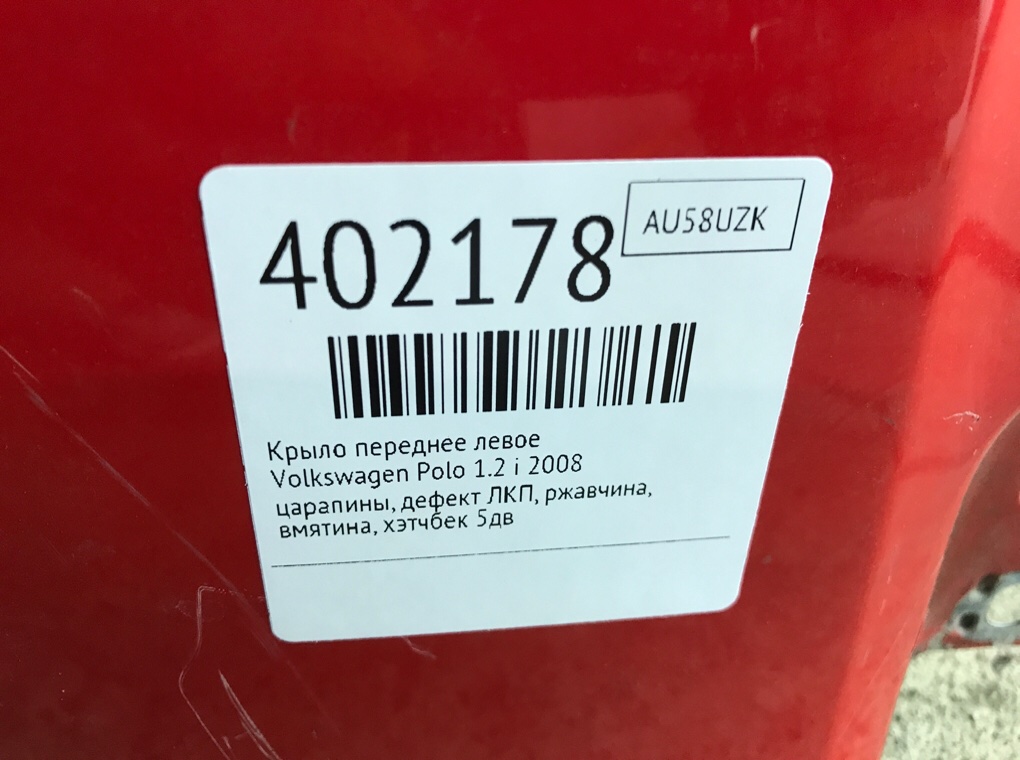 402178
AU58UZK
Крыло переднее левое
Volkswagen Polo 1.2 i 2008
царапины, дефект ЛКП, ржавчина,
вмятина, хэтчбек 5дв